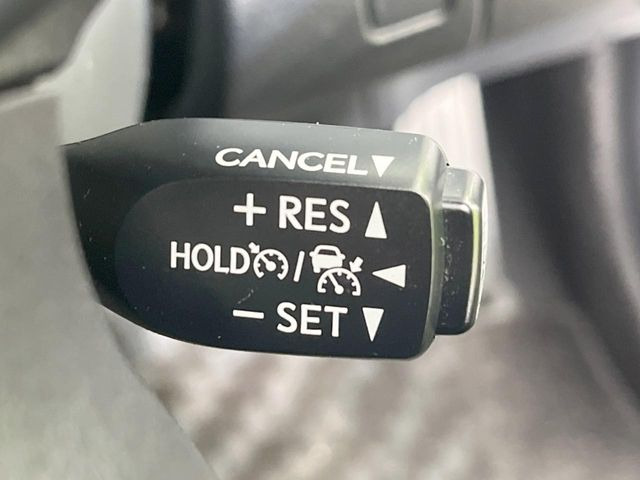 CANCEL▼
+ RES ▲
HOLD / ◀
− SET ▼